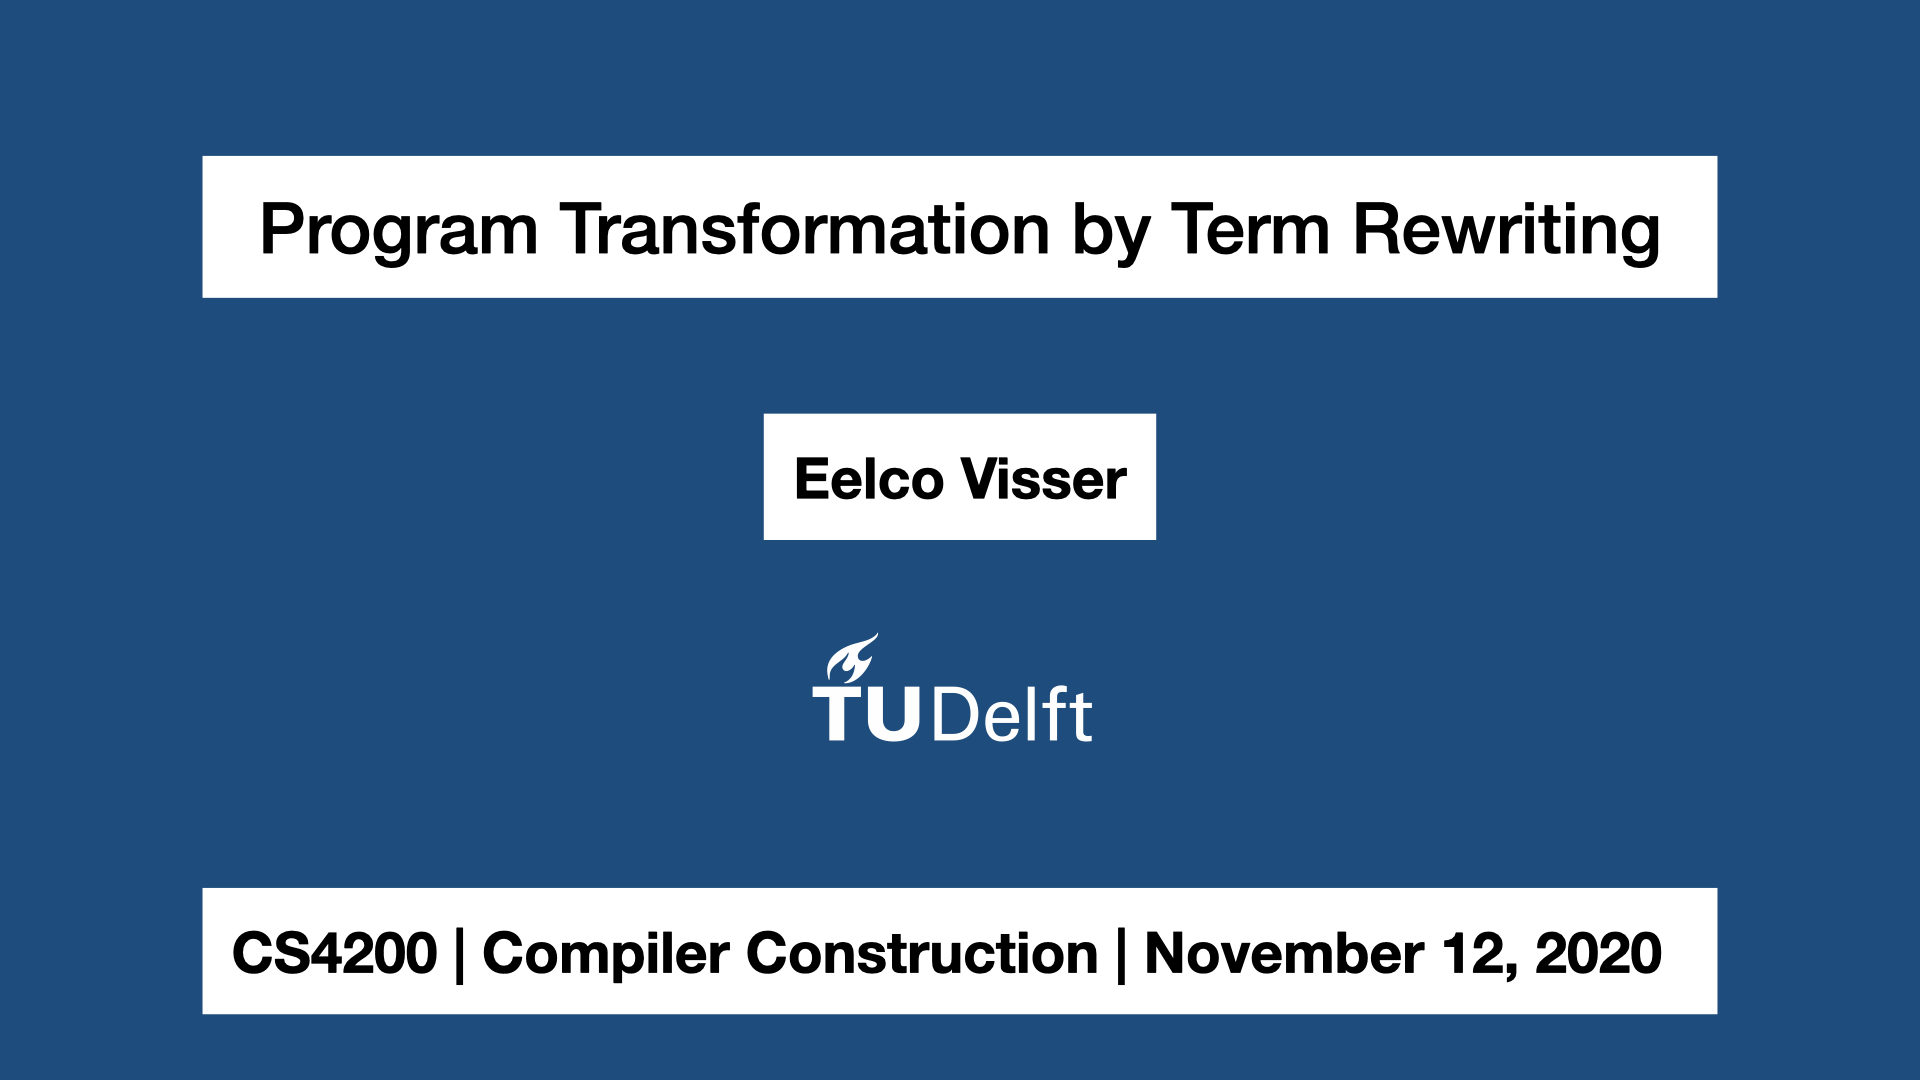 Program Transformation by Term Rewriting
Eelco Visser
TUDelft
CS4200 | Compiler Construction | November 12, 2020